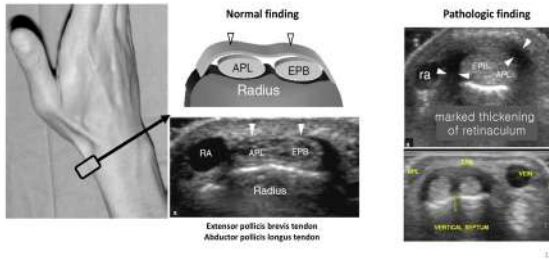 Normal finding
Pathologic finding
APL
EPB
Radius
RA
APL
EPB
Radius
Extensor pollicis brevis tendon
Abductor pollicis longus tendon
ra
EPB
APL
marked thickening
of retinaculum
APL
EPB
VEIN
VERTICAL SEPTUM